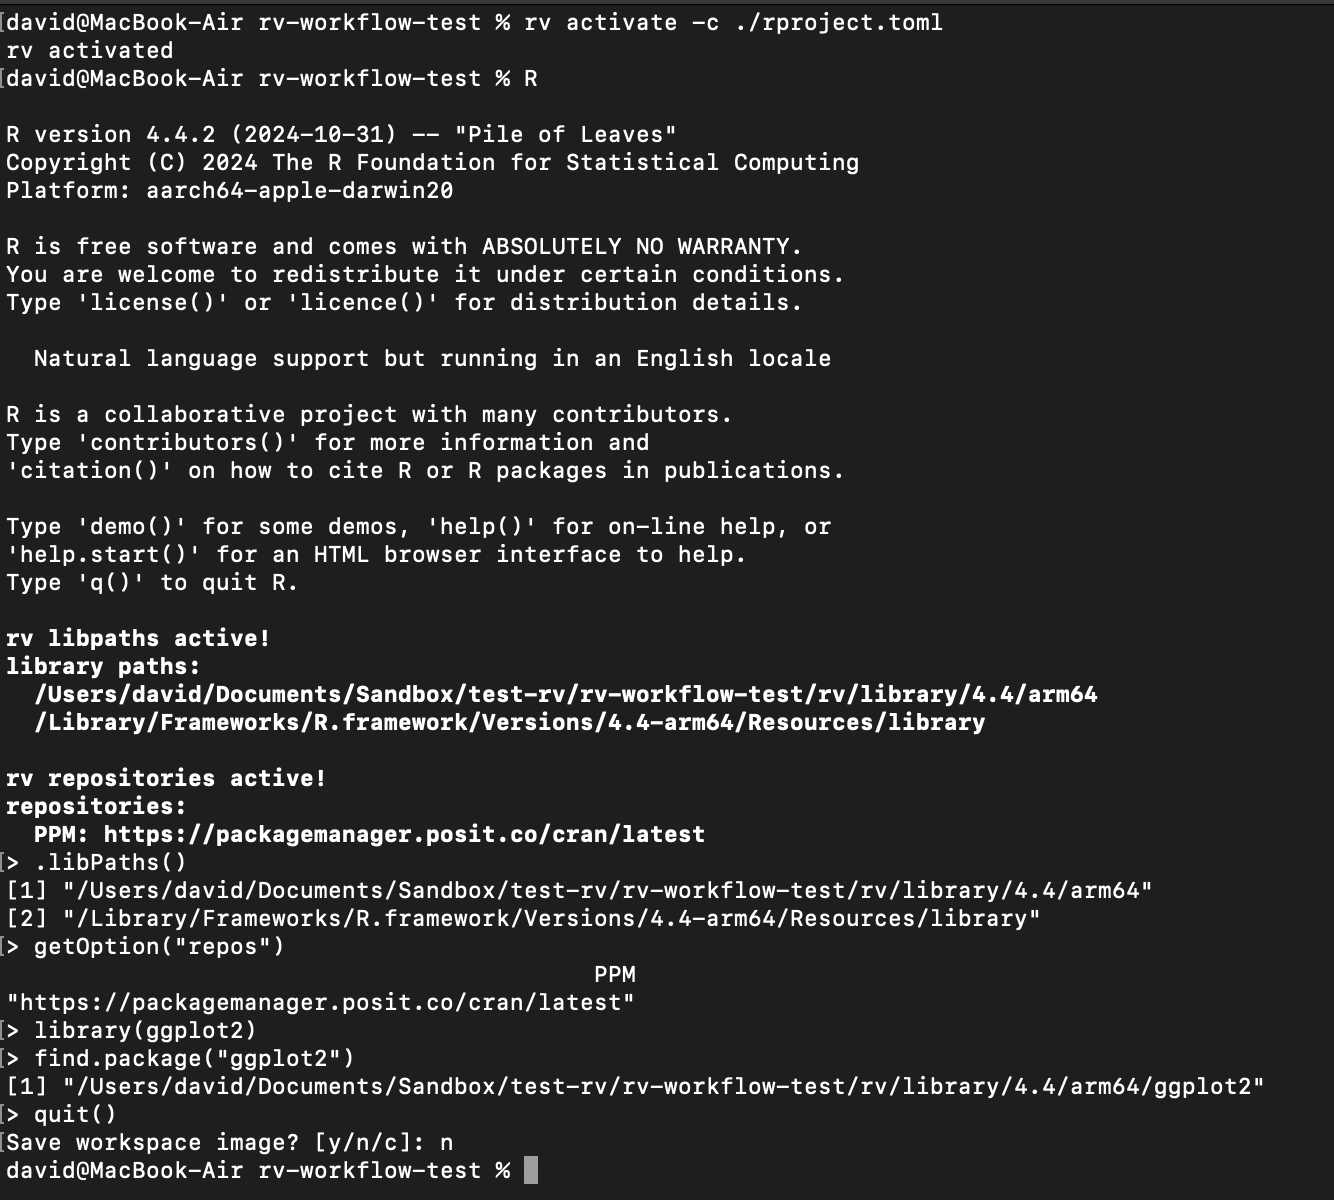 [david@MacBook-Air rv-workflow-test % rv activate -c ./rproject.toml
rv activated
[david@MacBook-Air rv-workflow-test % R
R version 4.4.2 (2024-10-31) -- "Pile of Leaves"
Copyright (C) 2024 The R Foundation for Statistical Computing
Platform: aarch64-apple-darwin20
R is free software and comes with ABSOLUTELY NO WARRANTY.
You are welcome to redistribute it under certain conditions.
Type 'license()' or 'licence()' for distribution details.
Natural language support but running in an English locale
R is a collaborative project with many contributors.
Type 'contributors()' for more information and
'citation()' on how to cite R or R packages in publications.
Type 'demo()' for some demos, 'help()' for on-line help, or
'help.start()' for an HTML browser interface to help.
Type 'q()' to quit R.
rv libpaths active!
library paths:
/Users/david/Documents/Sandbox/test-rv/rv-workflow-test/rv/library/4.4/arm64
/Library/Frameworks/R.framework/Versions/4.4-arm64/Resources/library
rv repositories active!
repositories:
PPM: https://packagemanager.posit.co/cran/latest
[> .libPaths()
[1] "/Users/david/Documents/Sandbox/test-rv/rv-workflow-test/rv/library/4.4/arm64"
[2] "/Library/Frameworks/R.framework/Versions/4.4-arm64/Resources/library"
[> getOption("repos")
PPM
"https://packagemanager.posit.co/cran/latest"
[> library(ggplot2)
[> find.package("ggplot2")
[1] "/Users/david/Documents/Sandbox/test-rv/rv-workflow-test/rv/library/4.4/arm64/ggplot2"
[> quit()
[Save workspace image? [y/n/c]: n
david@MacBook-Air rv-workflow-test %